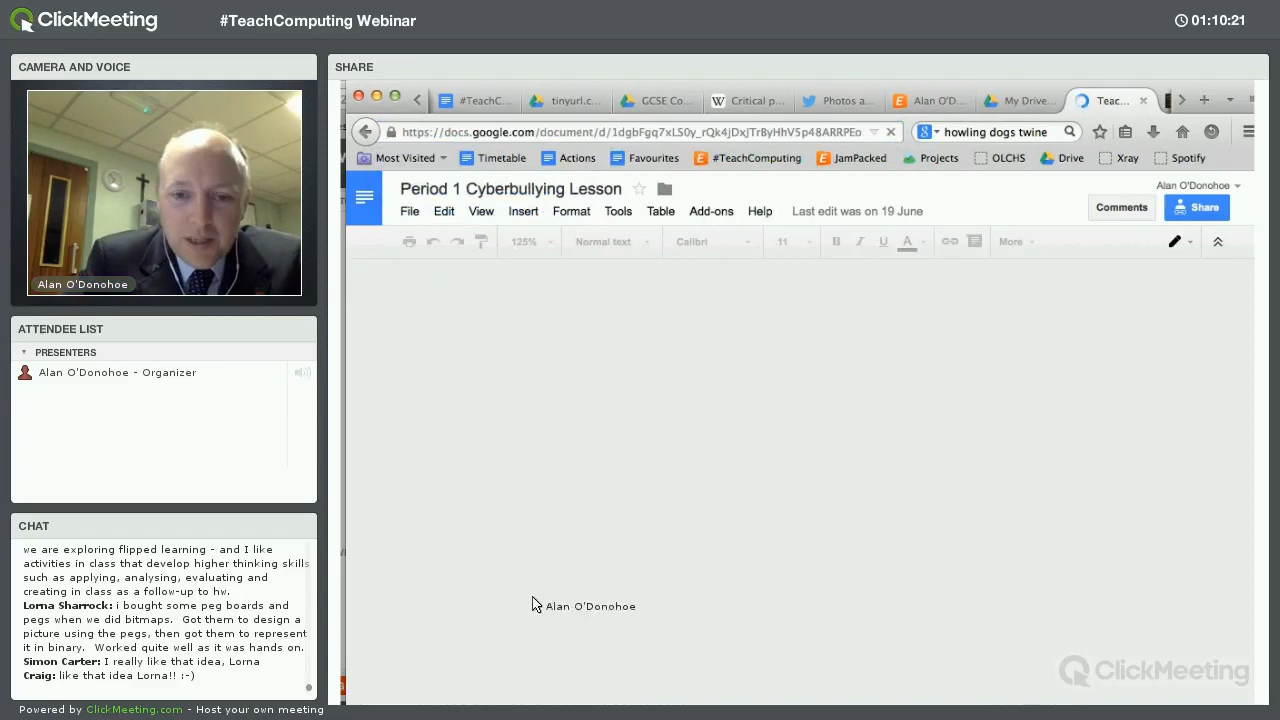 ClickMeeting
#TeachComputing Webinar
01:10:21
CAMERA AND VOICE
Alan O'Donohoe
ATTENDEE LIST
PRESENTERS
Alan O'Donohoe - Organizer
CHAT
we are exploring flipped learning - and I like
activities in class that develop higher thinking skills
such as applying, analysing, evaluating and
creating in class as a follow-up to hw.
Lorna Sharrock: i bought some peg boards and
pegs when we did bitmaps. Got them to design a
picture using the pegs, then got them to represent
it in binary. Worked quite well as it was hands on.
Simon Carter: I really like that idea, Lorna
Craig: like that idea Lorna!! :-)
Powered by ClickMeeting.com - Host your own meeting
SHARE
#TeachC... tinyurl.c... GCSE Co... Critical p... Photos a... Alan O'D... My Drive... Teac...
https://docs.google.com/document/d/1dgbFgq7xLS0y_rQk4jDxJTrByHhV5p48ARRPEo
howling dogs twine
Most Visited Timetable Actions Favourites #TeachComputing JamPacked Projects OLCHS Drive Xray Spotify
Period 1 Cyberbullying Lesson
Alan O'Donohoe
File Edit View Insert Format Tools Table Add-ons Help Last edit was on 19 June
Comments Share
125% Normal text Calibri 11 B I U A More
Alan O'Donohoe
ClickMeeting